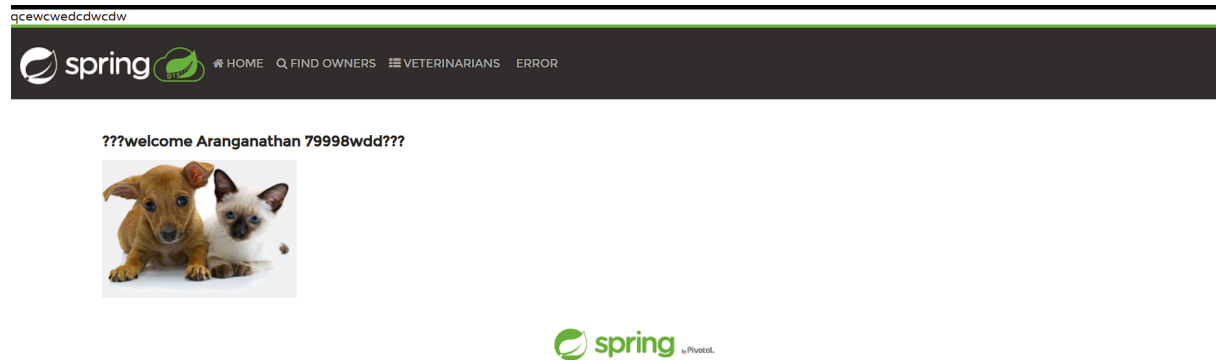 qcewcwedcdwcdw
spring HOME FIND OWNERS VETERINARIANS ERROR
???welcome Aranganathan 79998wdd???
spring by Pivotal.